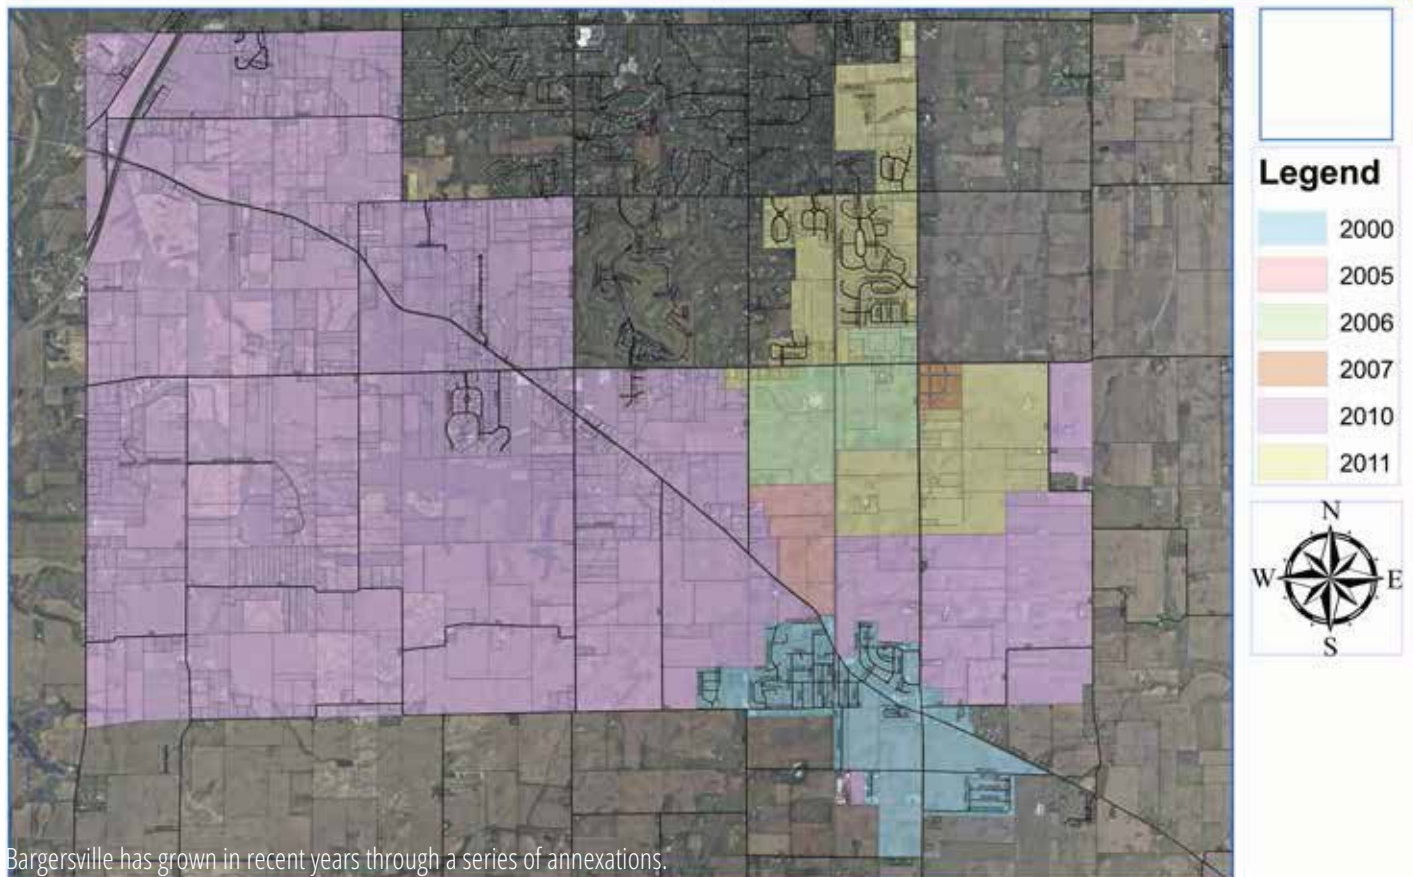 Legend
2000
2005
2006
2007
2010
2011
N
W E
S
Bargersville has grown in recent years through a series of annexations.